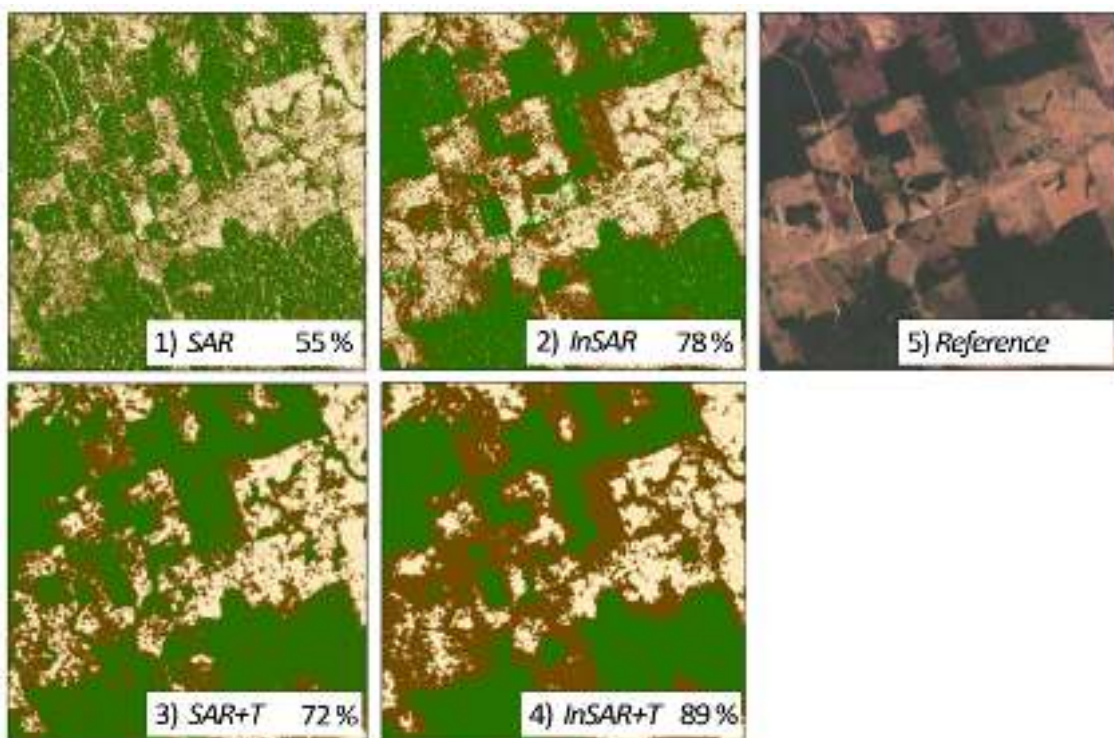 1) SAR 55%
2) InSAR 78%
5) Reference
3) SAR+T 72%
4) InSAR+T 89%